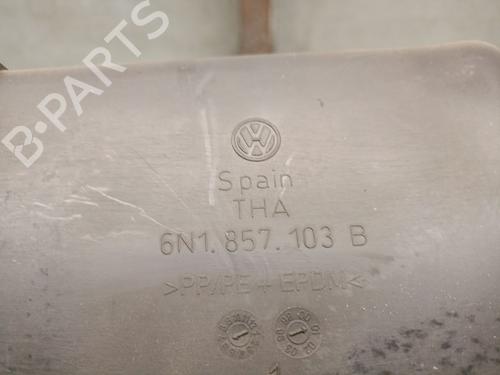 B-PARTS
VW
Spain
THA
6N1. 857. 103 B
>PP/PE+EPDM<